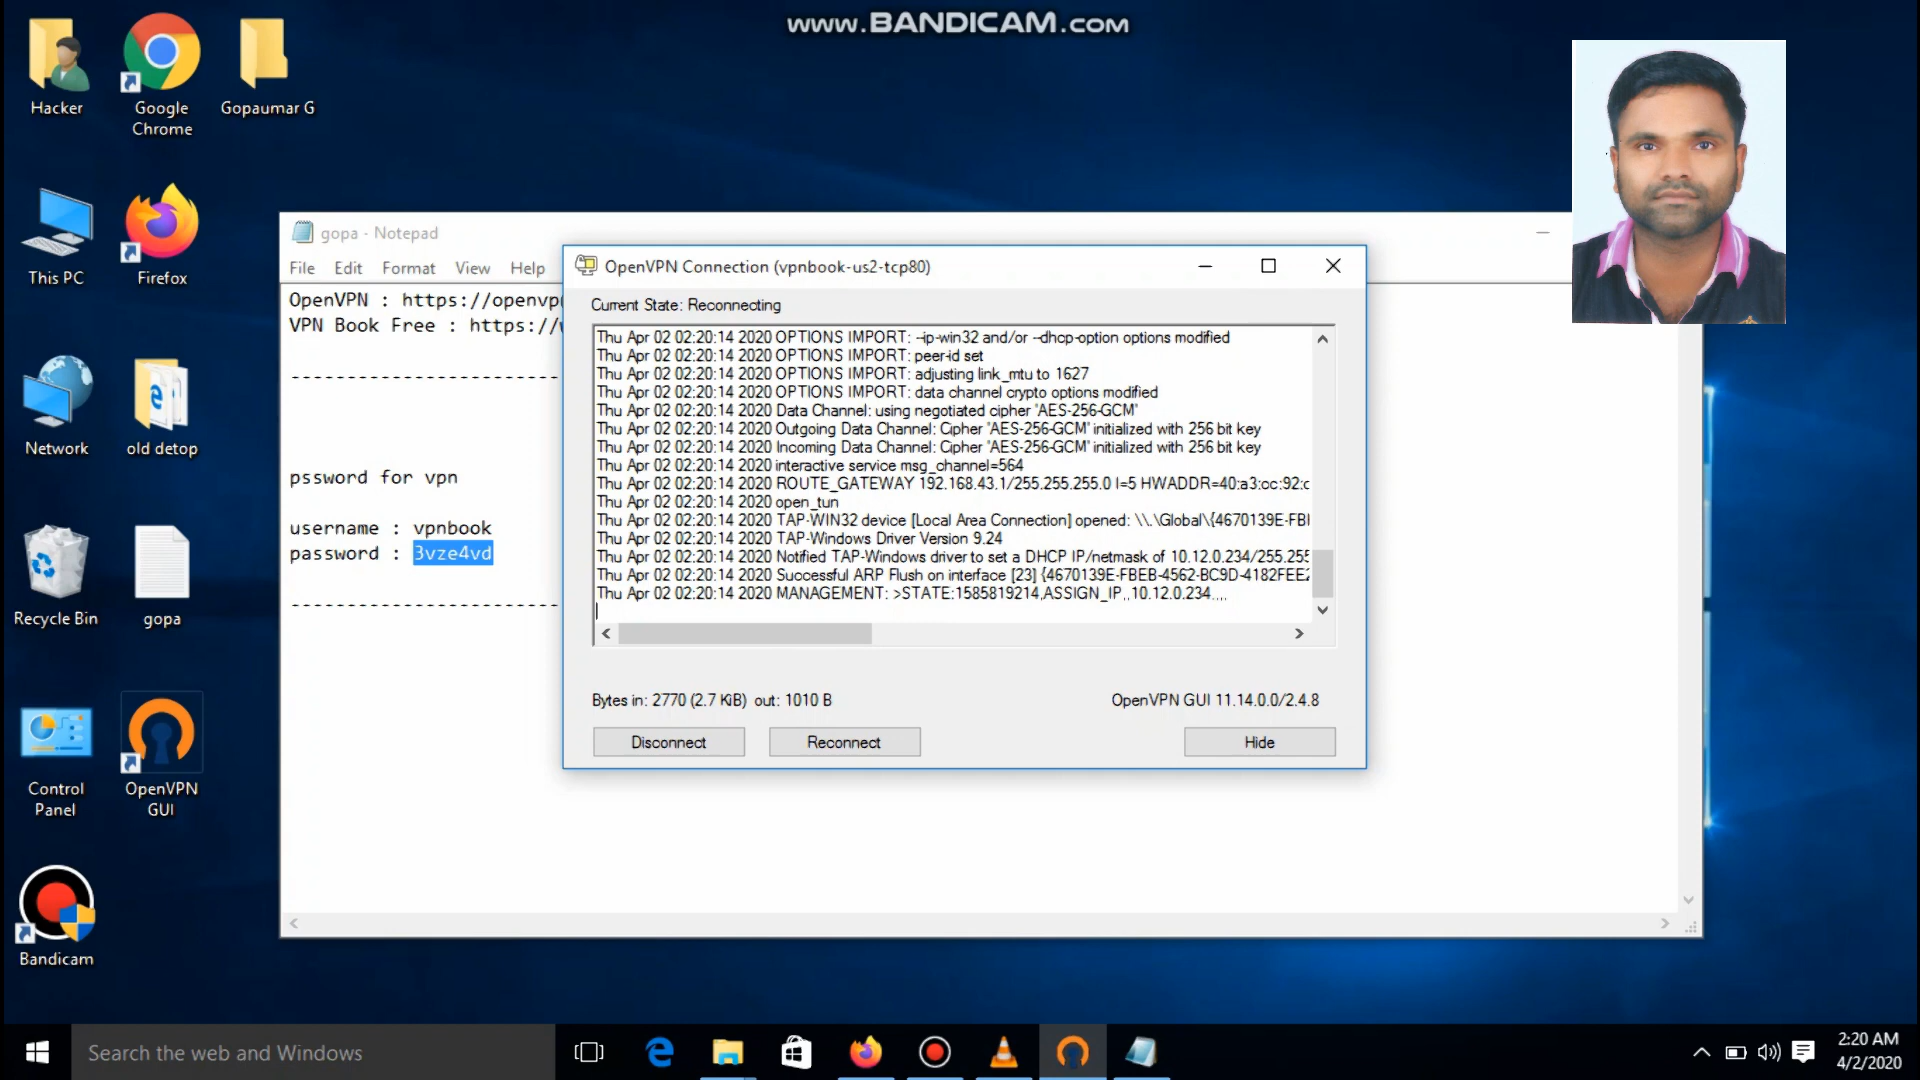 www.BANDICAM.com
Hacker
Google Chrome
Gopaumar G
This PC
Firefox
Network
old detop
Recycle Bin
gopa
Control Panel
OpenVPN GUI
Bandicam
gopa - Notepad
File Edit Format View Help
OpenVPN : https://openvp
VPN Book Free : https://
---------------------------
pssword for vpn
username : vpnbook
password : 3vze4vd
---------------------------
OpenVPN Connection (vpnbook-us2-tcp80)
Current State: Reconnecting
Thu Apr 02 02:20:14 2020 OPTIONS IMPORT: --ip-win32 and/or --dhcp-option options modified
Thu Apr 02 02:20:14 2020 OPTIONS IMPORT: peer-id set
Thu Apr 02 02:20:14 2020 OPTIONS IMPORT: adjusting link_mtu to 1627
Thu Apr 02 02:20:14 2020 OPTIONS IMPORT: data channel crypto options modified
Thu Apr 02 02:20:14 2020 Data Channel: using negotiated cipher 'AES-256-GCM'
Thu Apr 02 02:20:14 2020 Outgoing Data Channel: Cipher 'AES-256-GCM' initialized with 256 bit key
Thu Apr 02 02:20:14 2020 Incoming Data Channel: Cipher 'AES-256-GCM' initialized with 256 bit key
Thu Apr 02 02:20:14 2020 interactive service msg_channel=564
Thu Apr 02 02:20:14 2020 ROUTE_GATEWAY 192.168.43.1/255.255.255.0 I=5 HWADDR=40:a3:cc:92:c
Thu Apr 02 02:20:14 2020 open_tun
Thu Apr 02 02:20:14 2020 TAP-WIN32 device [Local Area Connection] opened: \\.\Global\{4670139E-FBI
Thu Apr 02 02:20:14 2020 TAP-Windows Driver Version 9.24
Thu Apr 02 02:20:14 2020 Notified TAP-Windows driver to set a DHCP IP/netmask of 10.12.0.234/255.255
Thu Apr 02 02:20:14 2020 Successful ARP Flush on interface [23] {4670139E-FBEB-4562-BC9D-4182FEE2
Thu Apr 02 02:20:14 2020 MANAGEMENT: >STATE:1585819214,ASSIGN_IP,,10.12.0.234,,,,
Bytes in: 2770 (2.7 KiB) out: 1010 B
OpenVPN GUI 11.14.0.0/2.4.8
Disconnect
Reconnect
Hide
Search the web and Windows
2:20 AM
4/2/2020